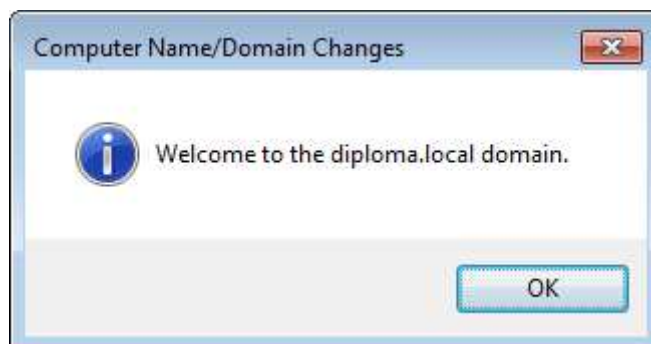 Computer Name/Domain Changes
Welcome to the diploma.local domain.
OK